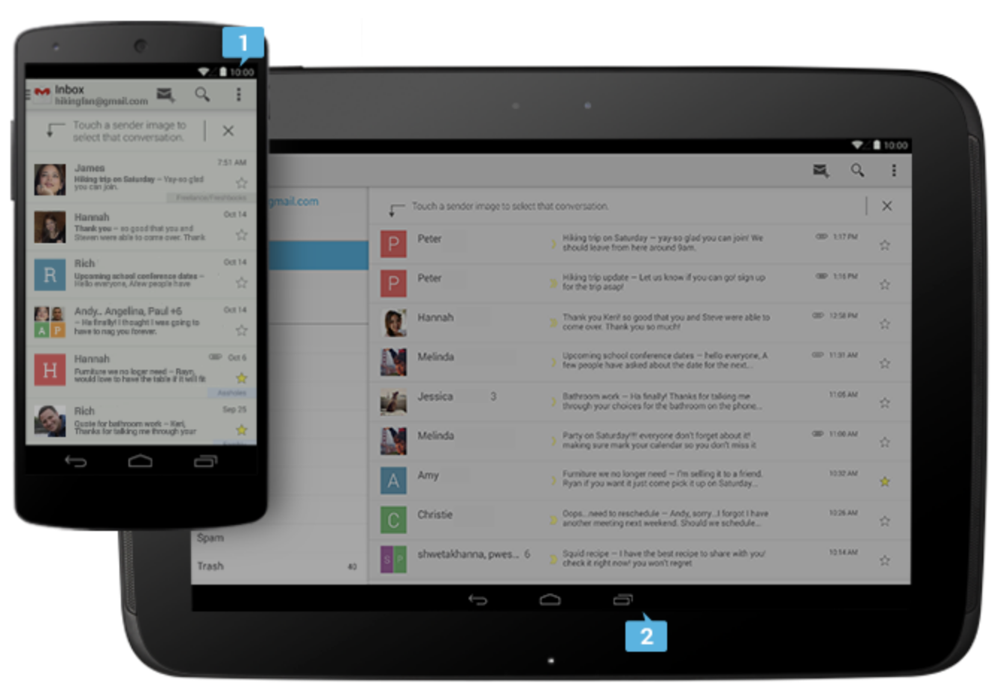 1
10:00
Inbox
hikingfan@gmail.com
Touch a sender image to
select that conversation.
James
7:51 AM
Hiking trip on Saturday – Yay-so glad
you can join.
Freelance/Freshbooks
Hannah
Oct 14
Thank you – so good that you and
Steven were able to come over. Thank
R
Rich
Oct 14
Upcoming school conference dates –
Hello everyone, Afew people have
A P
Andy.. Angelina, Paul +6
Oct 14
– Ha finally! I thought I was going to
have to nag you forever.
H
Hannah
Oct 6
Furniture we no loger need – Rayn,
would love to have the table if it will fit
Rich
Sep 25
Quote for bathroom work – Keri,
Thanks for talking me through your
10:00
gmail.com
Spam
Trash
40
Touch a sender image to select that conversation.
P
Peter
Hiking trip on Saturday – yay-so glad you can join! We
should leave from here around 9am.
1:17 PM
P
Peter
Hiking trip update – Let us know if you can go! sign up
for the trip asap!
1:16 PM
Hannah
Thank you Keri! so good that you and Steve were able to
come over. Thank you so much!
12:58 PM
Melinda
Upcoming school conference dates – hello everyone, A
few people have asked about the date for the next...
11:31 AM
Jessica 3
Bathroom work – Ha finally! Thanks for talking me
through your choices for the bathroom on the phone...
11:05 AM
Melinda
Party on Saturday!!!! everyone don't forget about it!
making sure mark your calendar so you don't miss it
11:00 AM
A
Amy
Furniture we no longer need – I'm selling it to a friend.
Ryan if you want it just come pick it up on Saturday...
10:32 AM
C
Christie
Oops...need to reschedule – Andy, sorry...I forgot I have
another meeting next weekend. Should we schedule...
10:26 AM
S P
shwetakhanna, pwes... 6
Squid recipe – I have the best recipe to share with you!
check it right now! you won't regret
10:14 AM
2